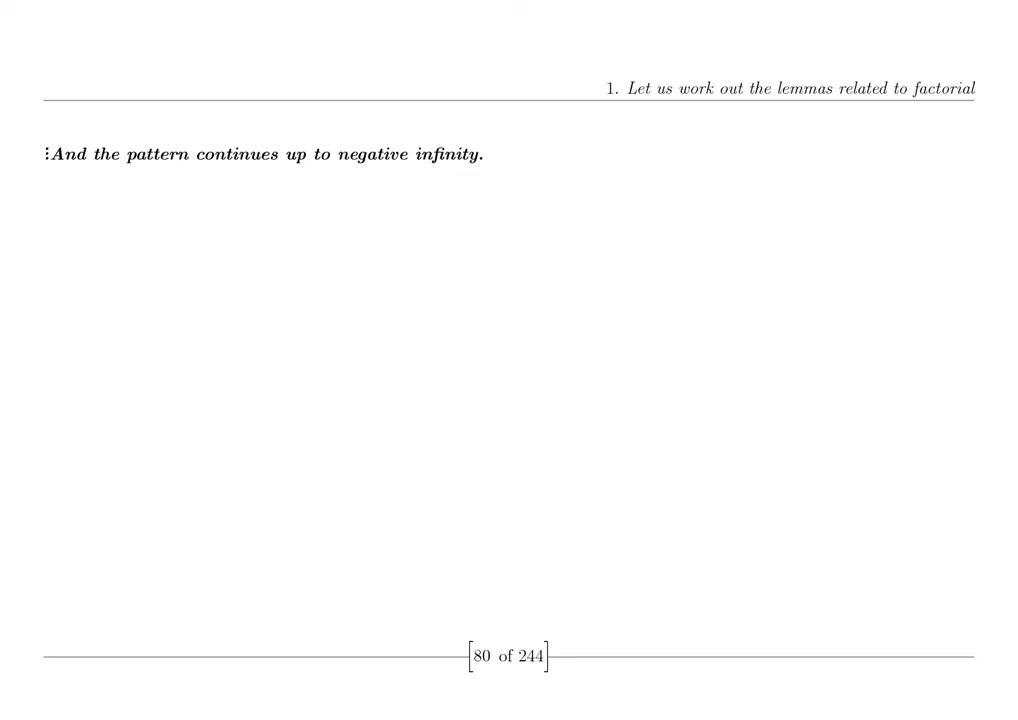 1. Let us work out the lemmas related to factorial
⋮And the pattern continues up to negative infinity.
[80 of 244]